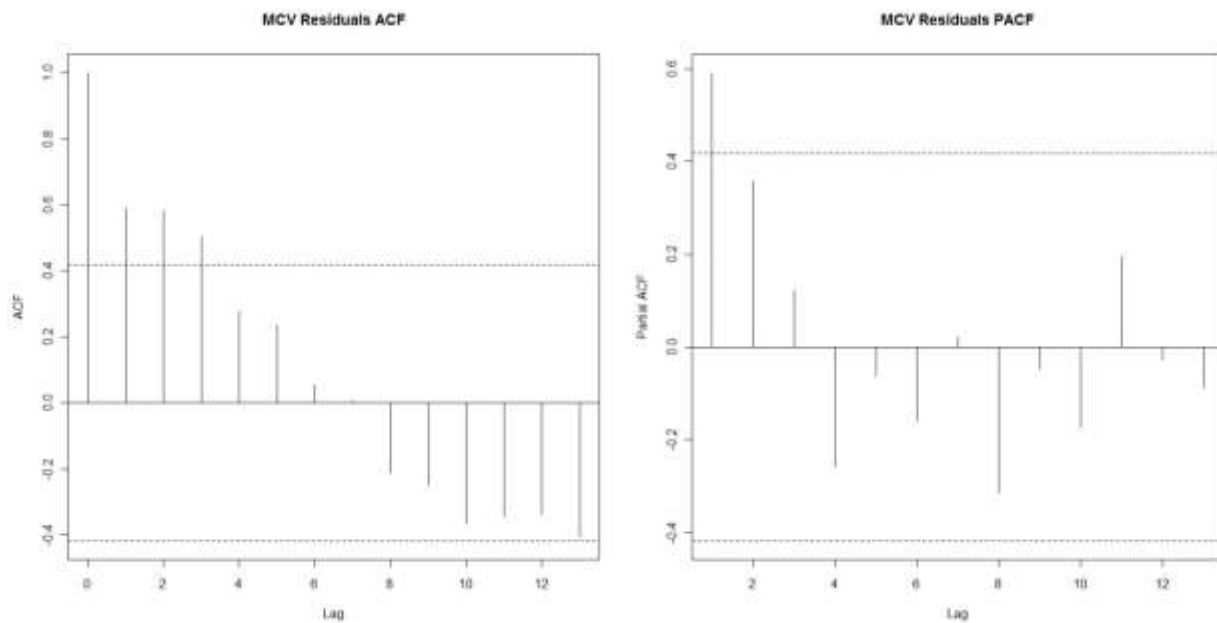 MCV Residuals ACF
ACF
1.0
0.8
0.6
0.4
0.2
0.0
-0.2
-0.4
0 2 4 6 8 10 12
Lag
MCV Residuals PACF
Partial ACF
0.6
0.4
0.2
0.0
-0.2
-0.4
2 4 6 8 10 12
Lag